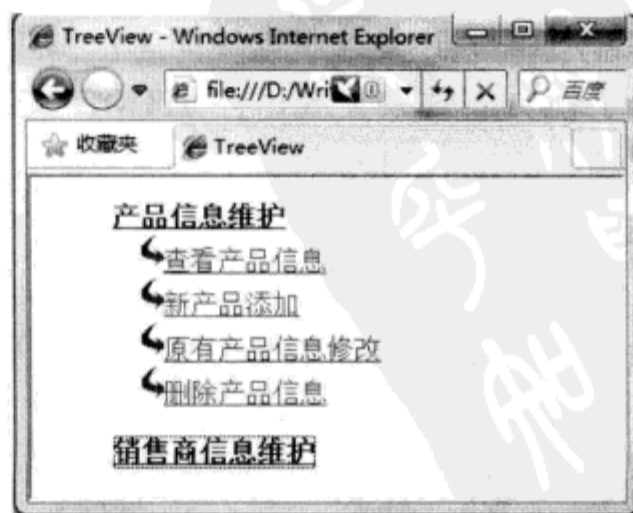 TreeView - Windows Internet Explorer
file:///D:/Wri
百度
收藏夹
TreeView
产品信息维护
查看产品信息
新产品添加
原有产品信息修改
删除产品信息
销售商信息维护